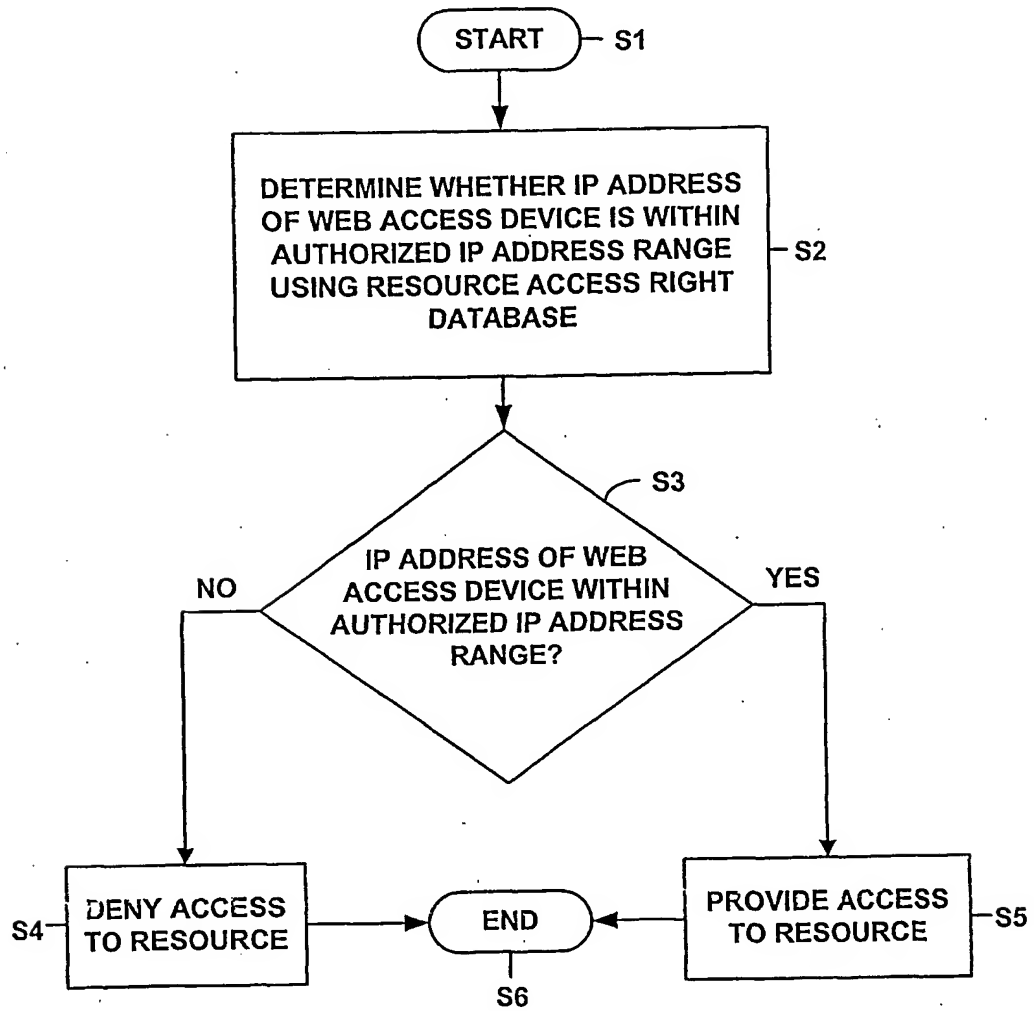 START
S1
DETERMINE WHETHER IP ADDRESS
OF WEB ACCESS DEVICE IS WITHIN
AUTHORIZED IP ADDRESS RANGE
USING RESOURCE ACCESS RIGHT
DATABASE
S2
S3
IP ADDRESS OF WEB
ACCESS DEVICE WITHIN
AUTHORIZED IP ADDRESS
RANGE?
NO
YES
S4
DENY ACCESS
TO RESOURCE
END
S6
PROVIDE ACCESS
TO RESOURCE
S5